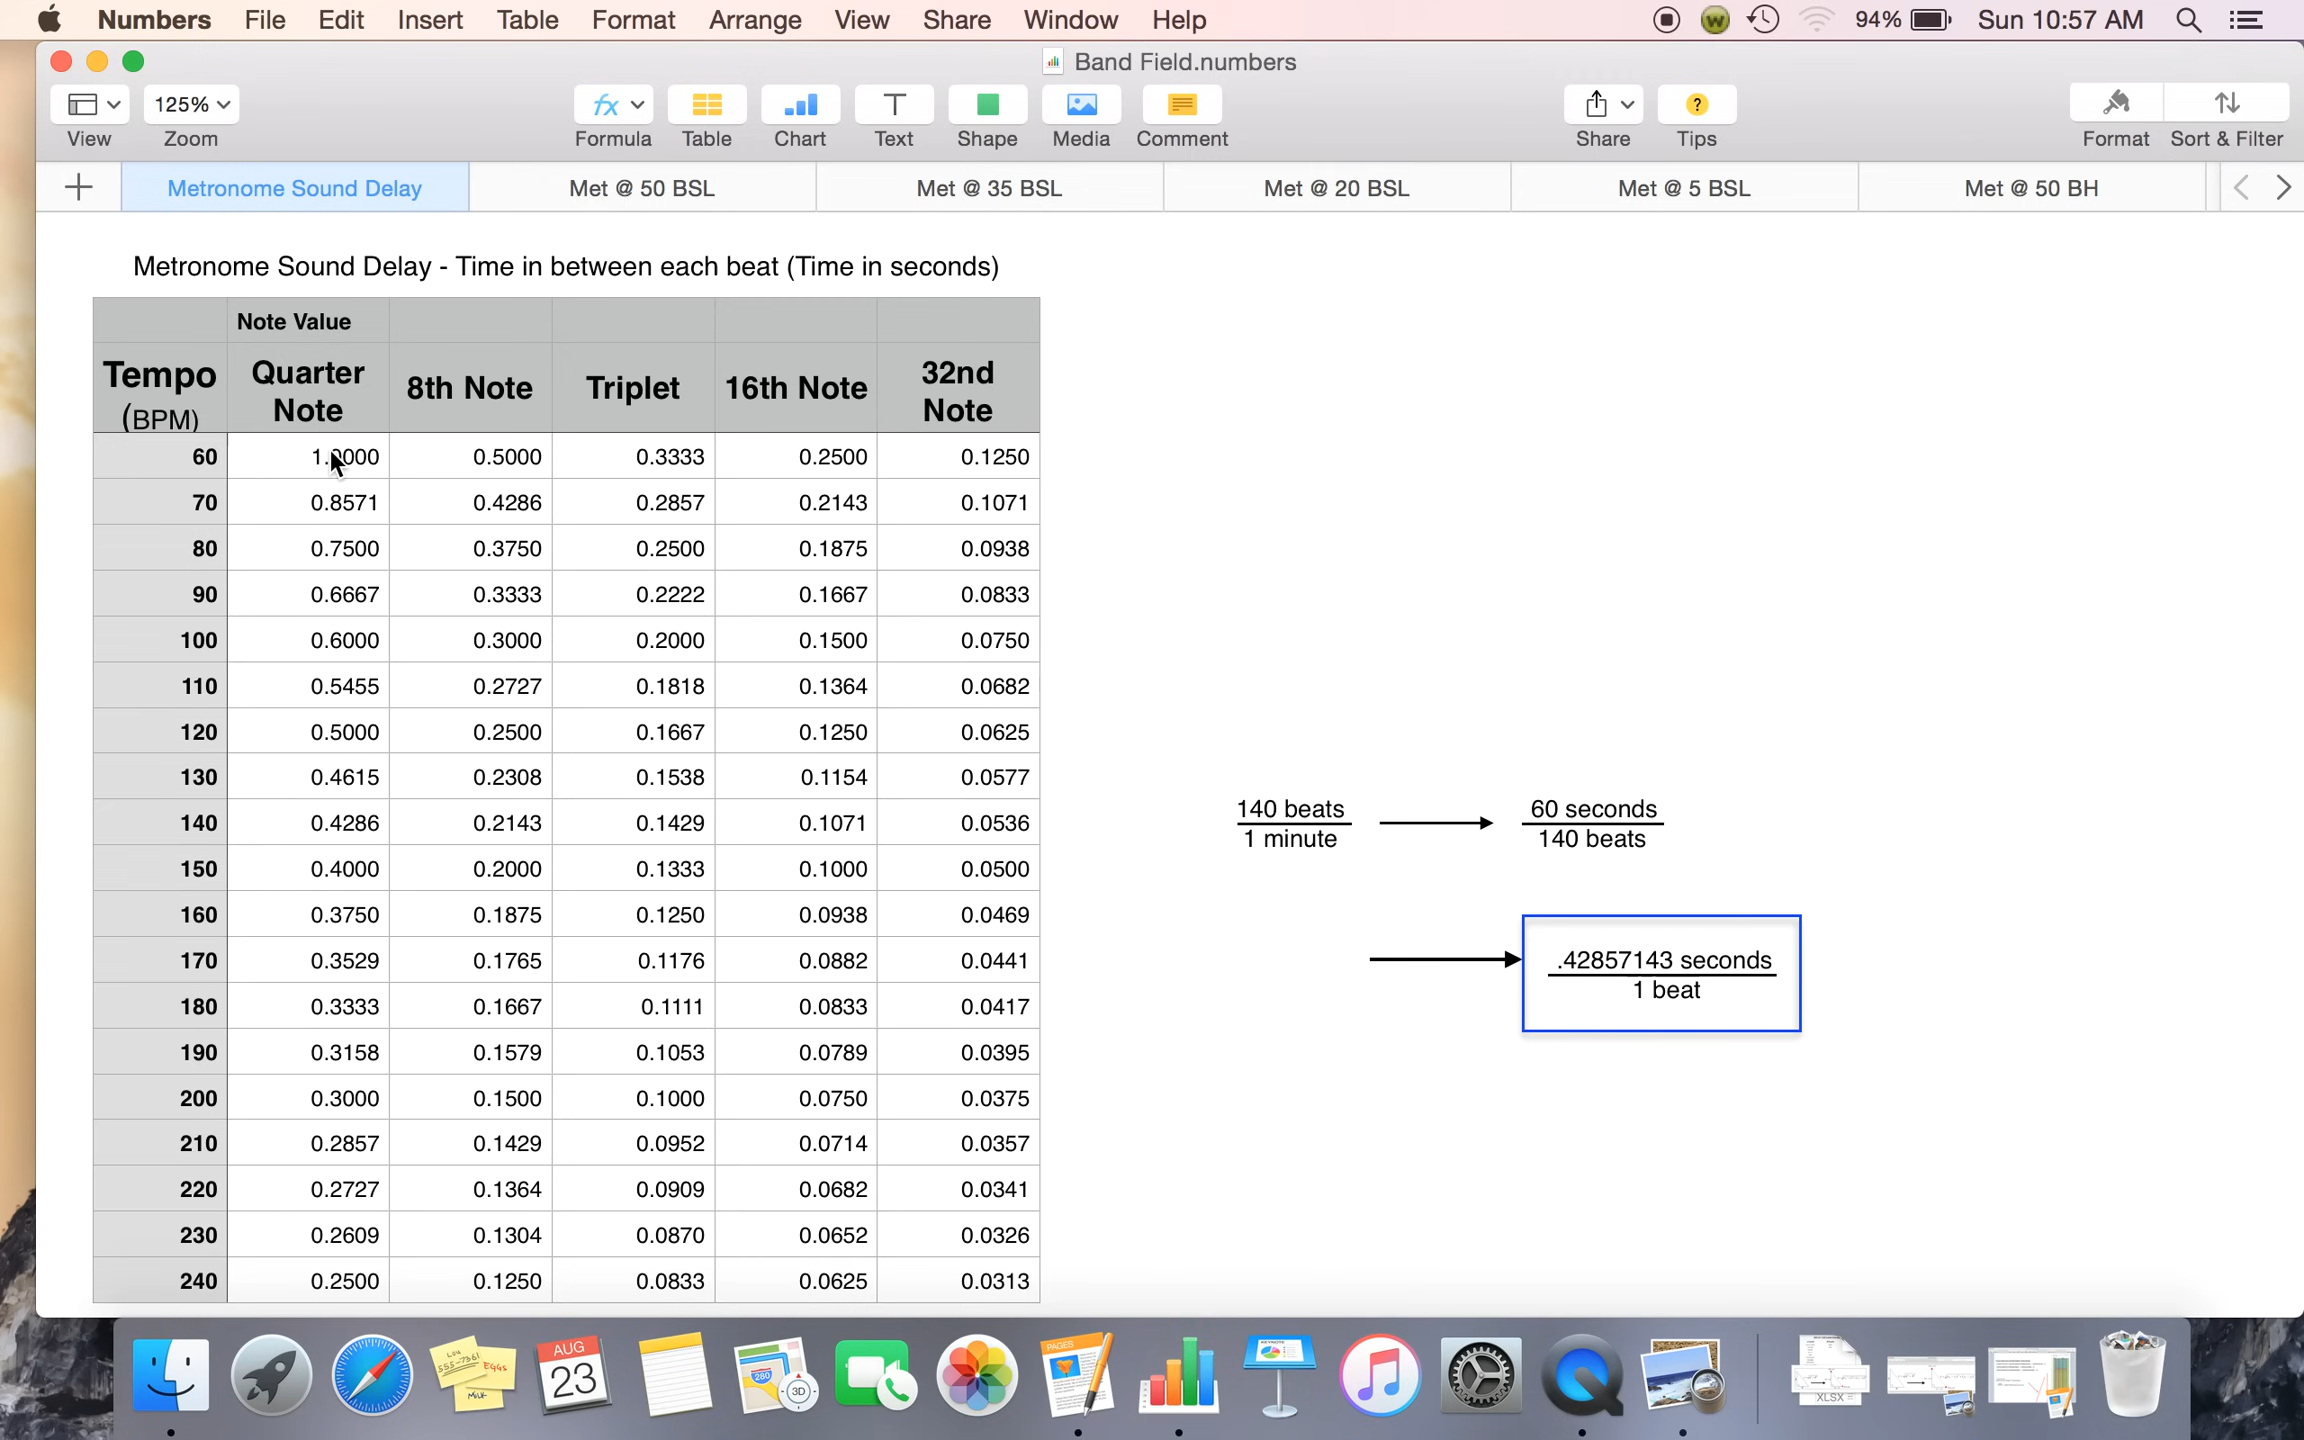 Numbers File Edit Insert Table Format Arrange View Share Window Help 94% Sun 10:57 AM
Band Field.numbers
125%
View Zoom Formula Table Chart Text Shape Media Comment Share Tips Format Sort & Filter
Metronome Sound Delay Met @ 50 BSL Met @ 35 BSL Met @ 20 BSL Met @ 5 BSL Met @ 50 BH
Metronome Sound Delay - Time in between each beat (Time in seconds)
Note Value
Tempo (BPM) Quarter Note 8th Note Triplet 16th Note 32nd Note
60 1.0000 0.5000 0.3333 0.2500 0.1250
70 0.8571 0.4286 0.2857 0.2143 0.1071
80 0.7500 0.3750 0.2500 0.1875 0.0938
90 0.6667 0.3333 0.2222 0.1667 0.0833
100 0.6000 0.3000 0.2000 0.1500 0.0750
110 0.5455 0.2727 0.1818 0.1364 0.0682
120 0.5000 0.2500 0.1667 0.1250 0.0625
130 0.4615 0.2308 0.1538 0.1154 0.0577
140 0.4286 0.2143 0.1429 0.1071 0.0536
150 0.4000 0.2000 0.1333 0.1000 0.0500
160 0.3750 0.1875 0.1250 0.0938 0.0469
170 0.3529 0.1765 0.1176 0.0882 0.0441
180 0.3333 0.1667 0.1111 0.0833 0.0417
190 0.3158 0.1579 0.1053 0.0789 0.0395
200 0.3000 0.1500 0.1000 0.0750 0.0375
210 0.2857 0.1429 0.0952 0.0714 0.0357
220 0.2727 0.1364 0.0909 0.0682 0.0341
230 0.2609 0.1304 0.0870 0.0652 0.0326
240 0.2500 0.1250 0.0833 0.0625 0.0313
140 beats
1 minute
60 seconds
140 beats
.42857143 seconds
1 beat
AUG
23
PAGES
280
3D
XLSX